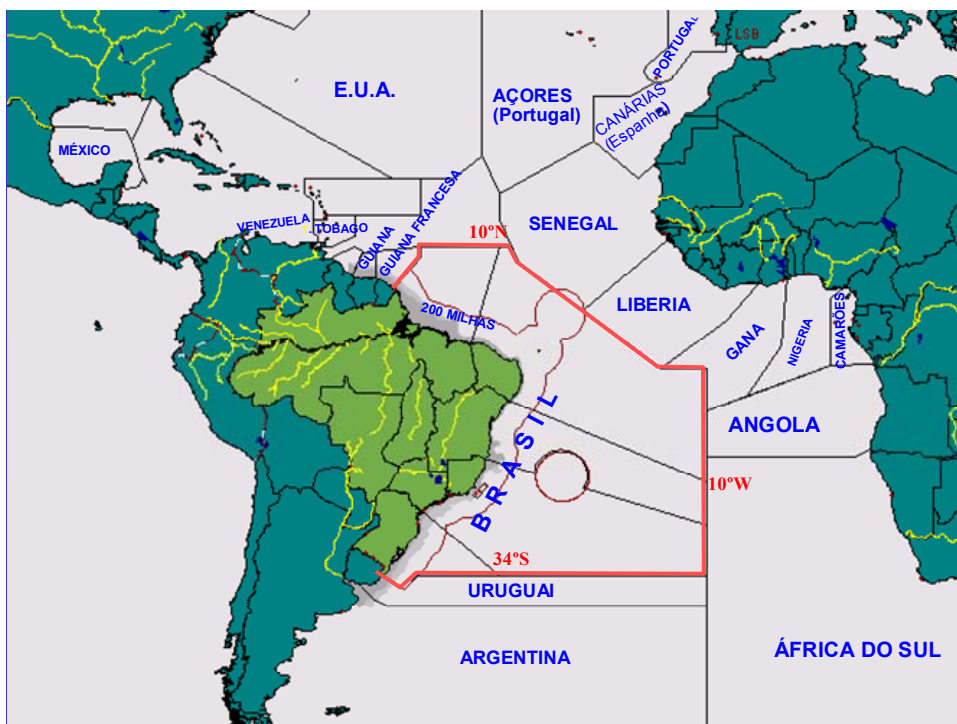 LSB
PORTUGAL
E.U.A.
AÇORES
(Portugal)
CANÁRIAS
(Espanha)
MÉXICO
VENEZUELA
T. TOBAGO
GUIANA
GUIANA FRANCESA
SENEGAL
10ºN
200 MILHAS
LIBERIA
GANA
NIGERIA
CAMARÕES
ANGOLA
BRASIL
10ºW
34ºS
URUGUAI
ARGENTINA
ÁFRICA DO SUL